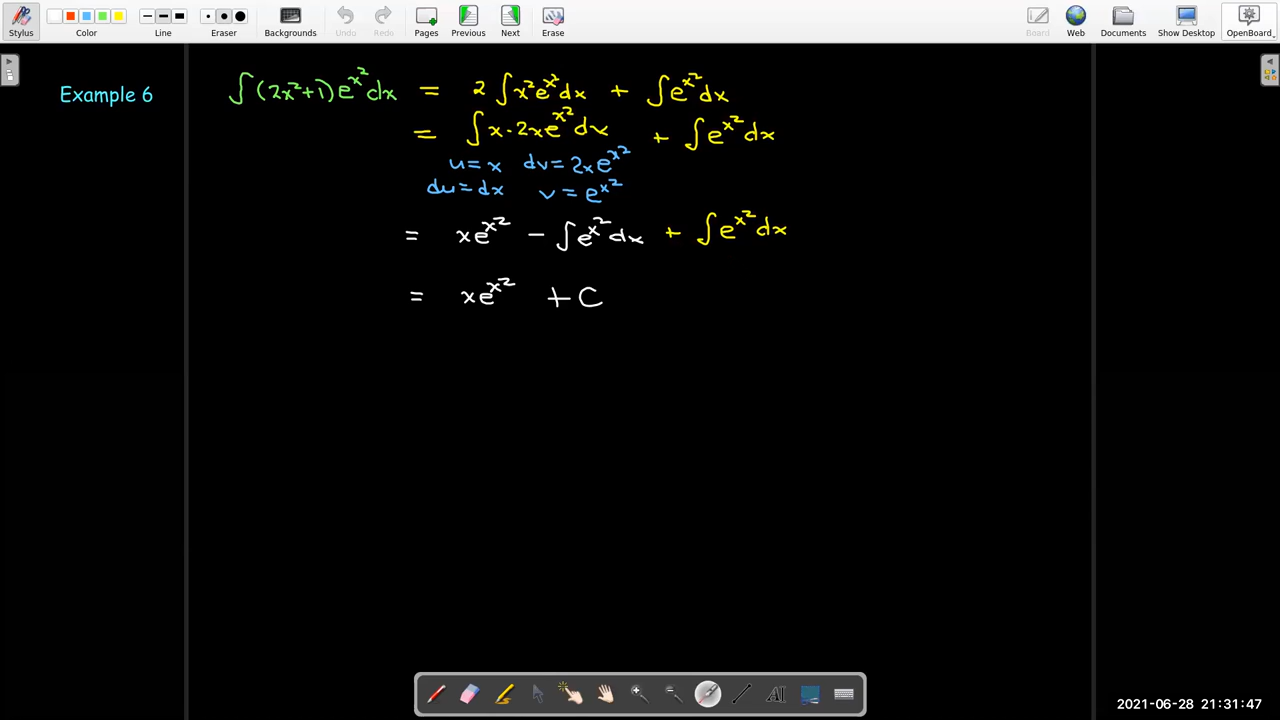 Stylus Color Line Eraser Backgrounds Undo Redo Pages Previous Next Erase Board Web Documents Show Desktop OpenBoard
Example 6
∫(2x²+1)e^{x²}dx = 2∫x²e^{x²}dx + ∫e^{x²}dx
= ∫x·2xe^{x²}dx + ∫e^{x²}dx
u=x dv=2xe^{x²}
du=dx v=e^{x²}
= xe^{x²} − ∫e^{x²}dx + ∫e^{x²}dx
= xe^{x²} + C
AI
2021-06-28 21:31:47